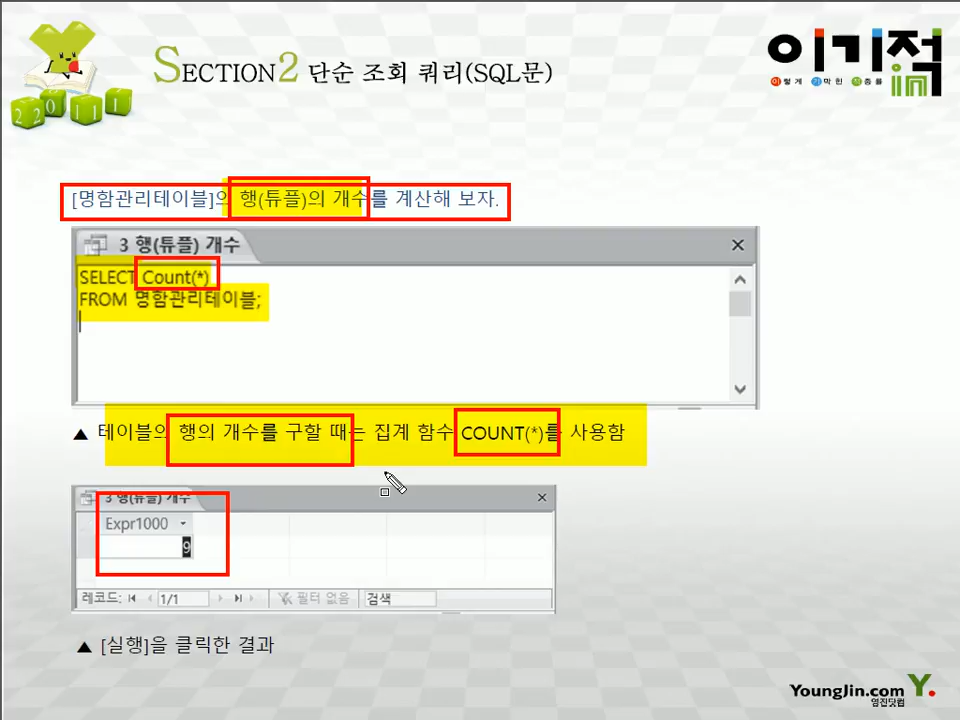 SECTION2 단순 조회 쿼리(SQL문)
이기적in
이렇게 기막힌 적중률
22011
[명함관리테이블]의 행(튜플)의 개수를 계산해 보자.
3 행(튜플) 개수
SELECT Count(*)
FROM 명함관리테이블;
▲ 테이블의 행의 개수를 구할 때는 집계 함수 COUNT(*)를 사용함
3 행(튜플) 개수
Expr1000
9
레코드: 1/1 필터 없음 검색
▲ [실행]을 클릭한 결과
YoungJin.com Y.
영진닷컴